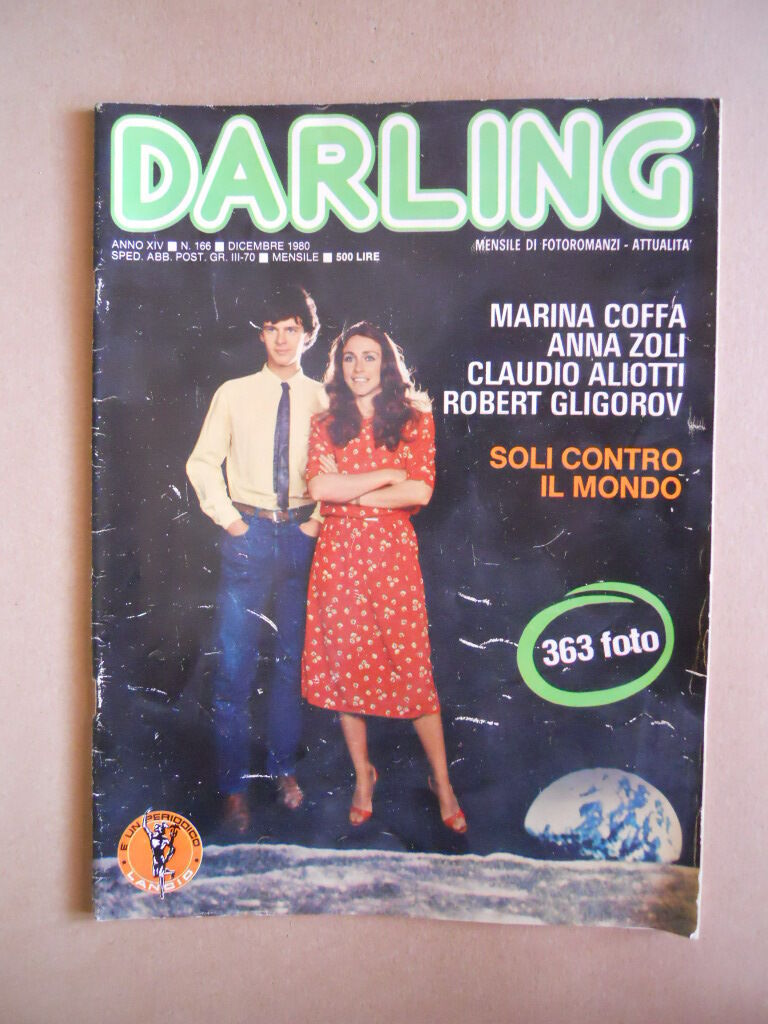 DARLING
ANNO XIV ■ N. 166 ■ DICEMBRE 1980
SPED. ABB. POST. GR. III-70 ■ MENSILE ■ 500 LIRE
MENSILE DI FOTOROMANZI - ATTUALITA'
MARINA COFFA
ANNA ZOLI
CLAUDIO ALIOTTI
ROBERT GLIGOROV
SOLI CONTRO
IL MONDO
363 foto
È UN PERIODICO
LANCIO